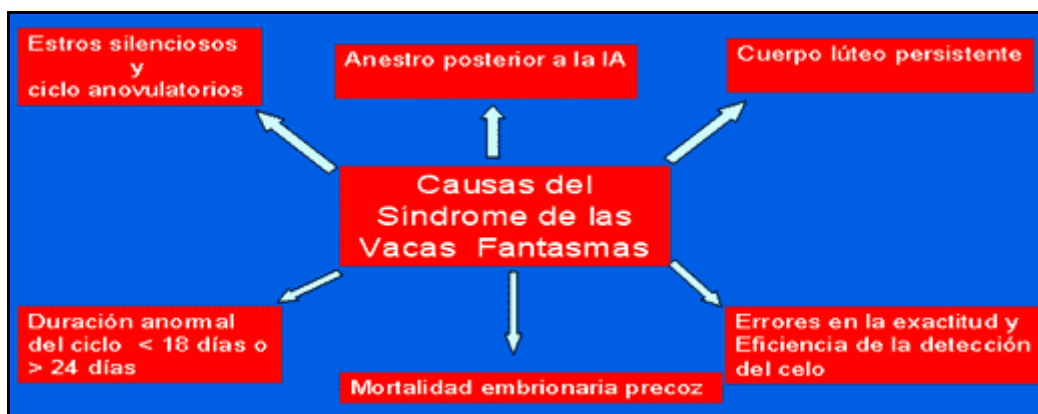 Estros silenciosos
y
ciclo anovulatorios
Anestro posterior a la IA
Cuerpo lúteo persistente
Causas del
Síndrome de las
Vacas Fantasmas
Duración anormal
del ciclo < 18 días o
> 24 días
Mortalidad embrionaria precoz
Errores en la exactitud y
Eficiencia de la detección
del celo